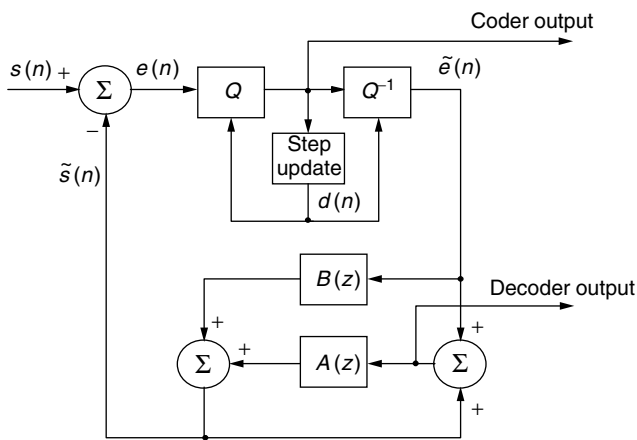 Coder output
s(n) +
Σ
e(n)
Q
Q⁻¹
ẽ(n)
−
s̃(n)
Step
update
d(n)
B(z)
Decoder output
+
+
+
Σ
A(z)
Σ
+